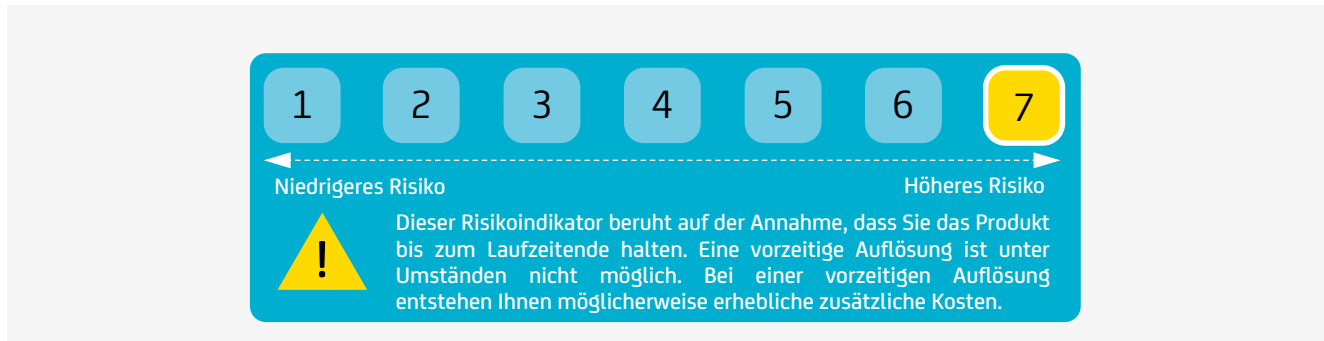 1 2 3 4 5 6 7
Niedrigeres Risiko Höheres Risiko
! Dieser Risikoindikator beruht auf der Annahme, dass Sie das Produkt
bis zum Laufzeitende halten. Eine vorzeitige Auflösung ist unter
Umständen nicht möglich. Bei einer vorzeitigen Auflösung
entstehen Ihnen möglicherweise erhebliche zusätzliche Kosten.